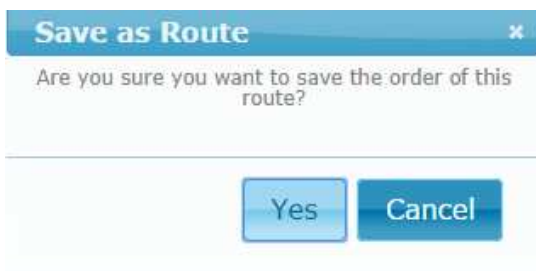 Save as Route
Are you sure you want to save the order of this
route?
Yes
Cancel